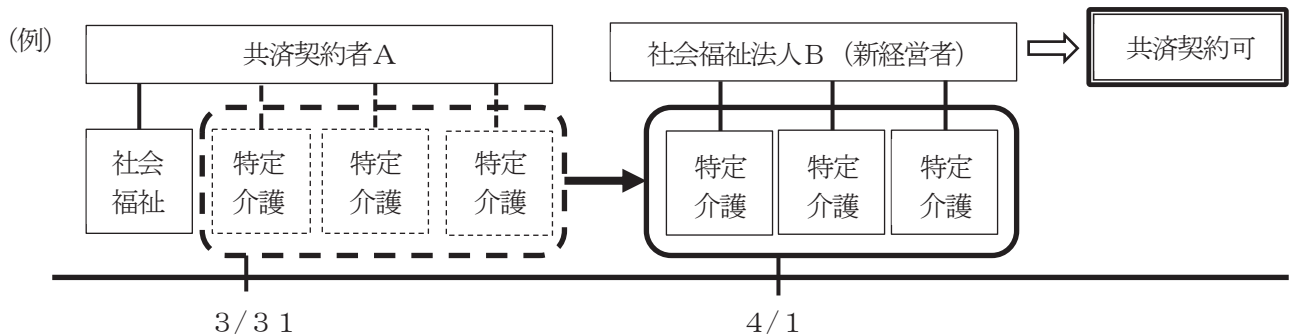 (例)
共済契約者A
社会福祉法人B (新経営者)
共済契約可
社会
福祉
特定
介護
特定
介護
特定
介護
特定
介護
特定
介護
特定
介護
3/31
4/1